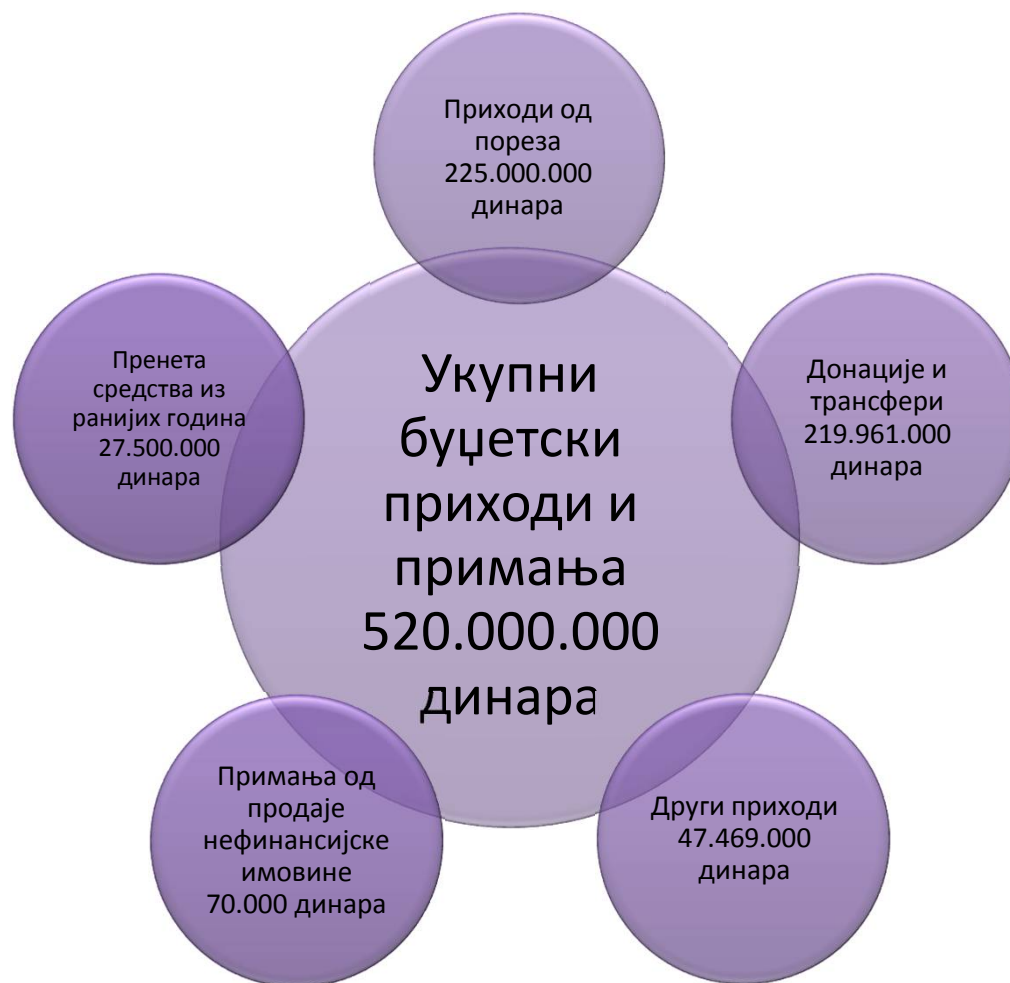 Приходи од
пореза
225.000.000
динара
Пренета
средства из
ранијих година
27.500.000
динара
Укупни
буџетски
приходи и
примања
520.000.000
динара
Донације и
трансфери
219.961.000
динара
Примања од
продаје
нефинансијске
имовине
70.000 динара
Други приходи
47.469.000
динара